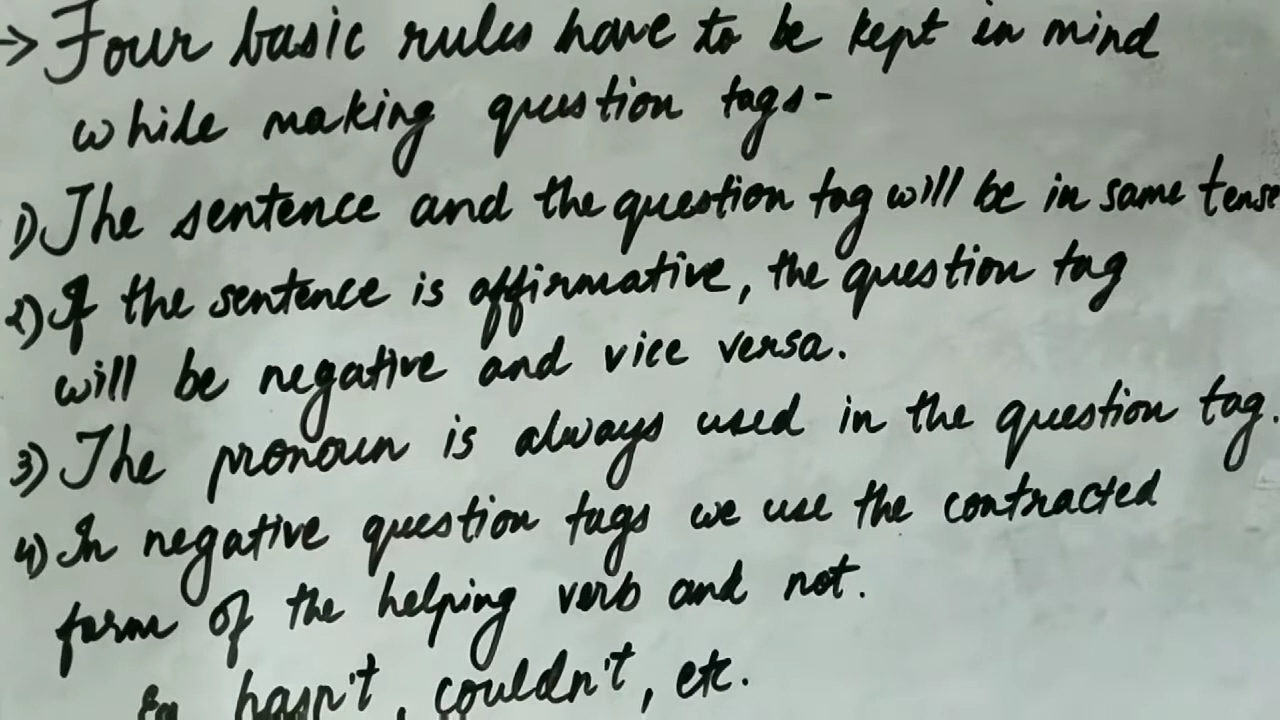 → Four basic rules have to be kept in mind
while making question tags-
1) The sentence and the question tag will be in same tense
2) If the sentence is affirmative, the question tag
will be negative and vice versa.
3) The pronoun is always used in the question tag.
4) In negative question tags we use the contracted
form of the helping verb and not.
hasn't, couldn't, etc.